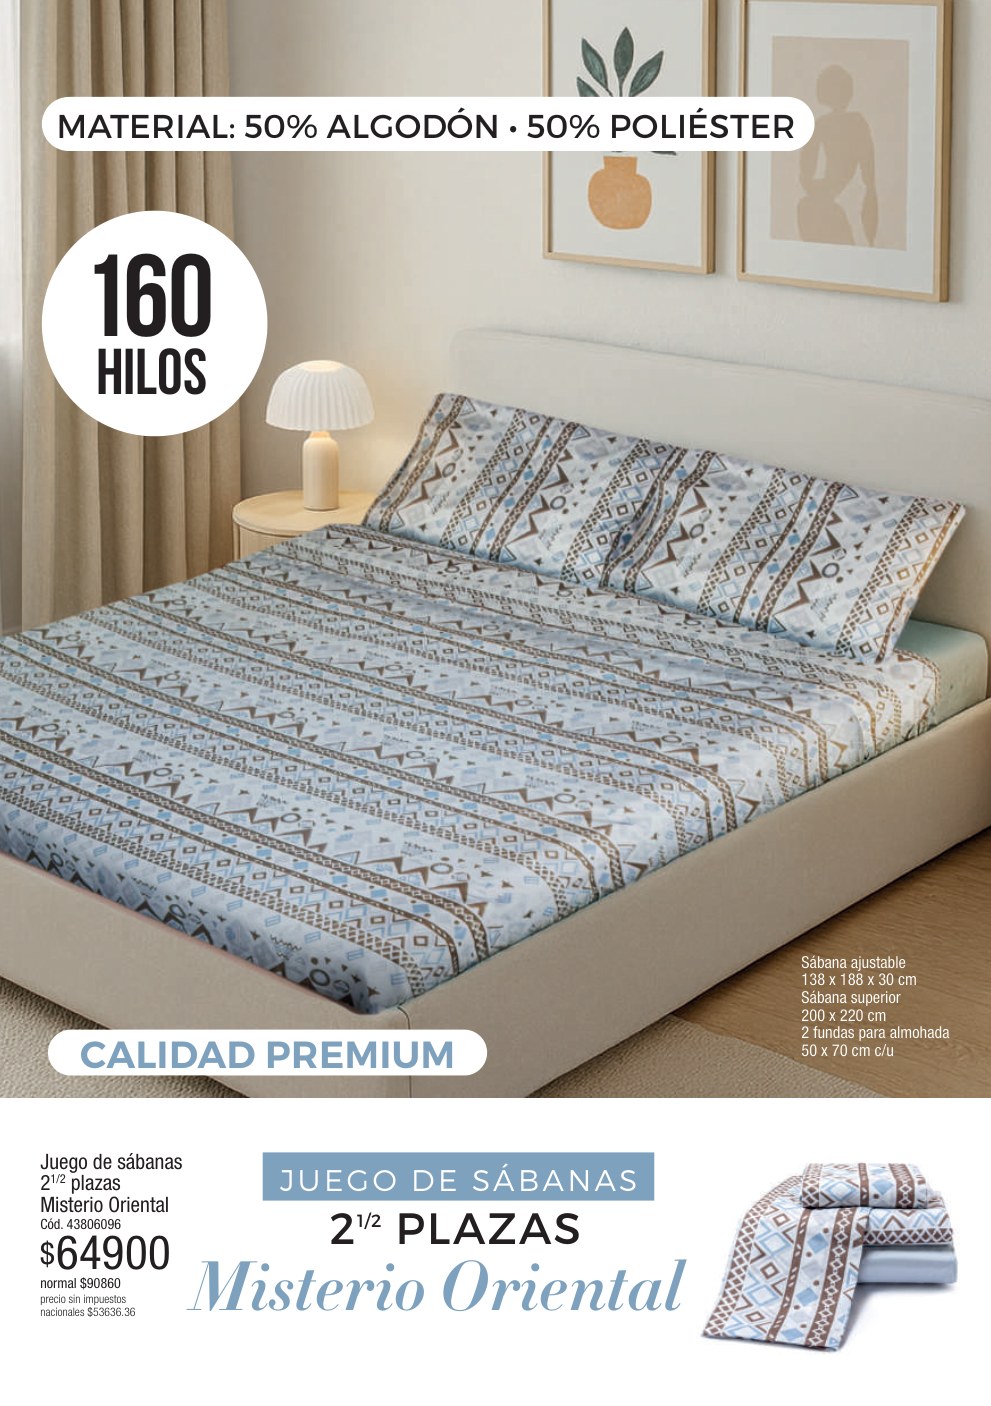 MATERIAL: 50% ALGODÓN • 50% POLIÉSTER
160
HILOS
Sábana ajustable
138 x 188 x 30 cm
Sábana superior
200 x 220 cm
2 fundas para almohada
50 x 70 cm c/u
CALIDAD PREMIUM
Juego de sábanas
2 1/2 plazas
Misterio Oriental
Cód. 43806096
$64900
normal $90860
precio sin impuestos
nacionales $53636.36
JUEGO DE SÁBANAS
2 1/2 PLAZAS
Misterio Oriental